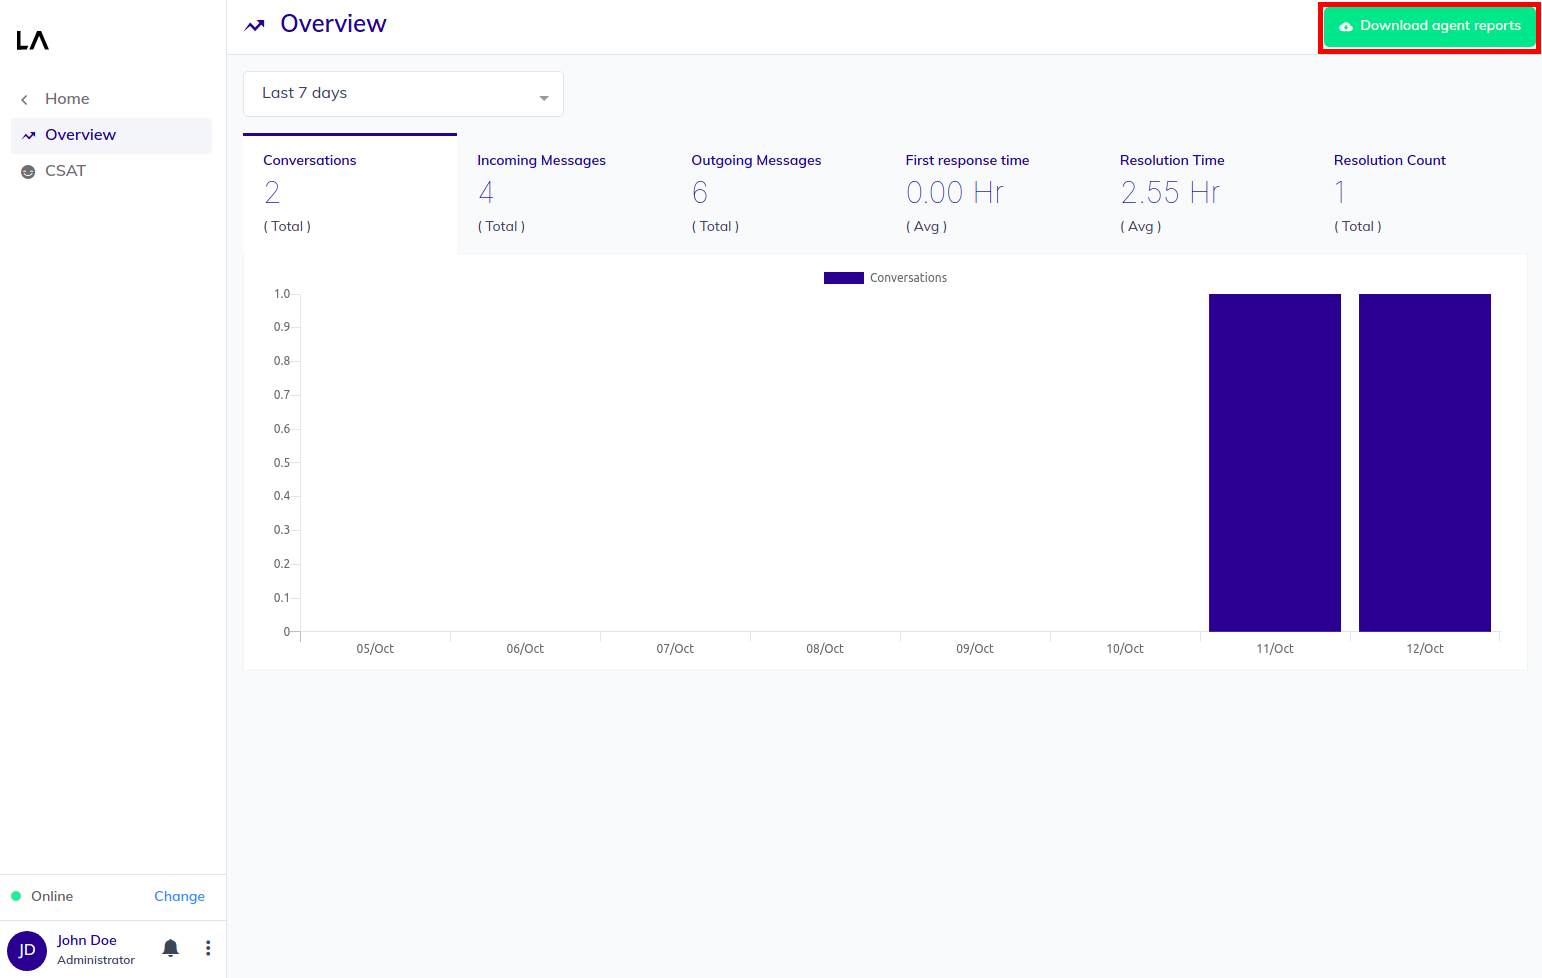 LA
Home
Overview
CSAT
Online Change
JD
John Doe
Administrator
Overview
Download agent reports
Last 7 days
Conversations
2
( Total )
Incoming Messages
4
( Total )
Outgoing Messages
6
( Total )
First response time
0.00 Hr
( Avg )
Resolution Time
2.55 Hr
( Avg )
Resolution Count
1
( Total )
Conversations
1.0
0.9
0.8
0.7
0.6
0.5
0.4
0.3
0.2
0.1
0
05/Oct 06/Oct 07/Oct 08/Oct 09/Oct 10/Oct 11/Oct 12/Oct